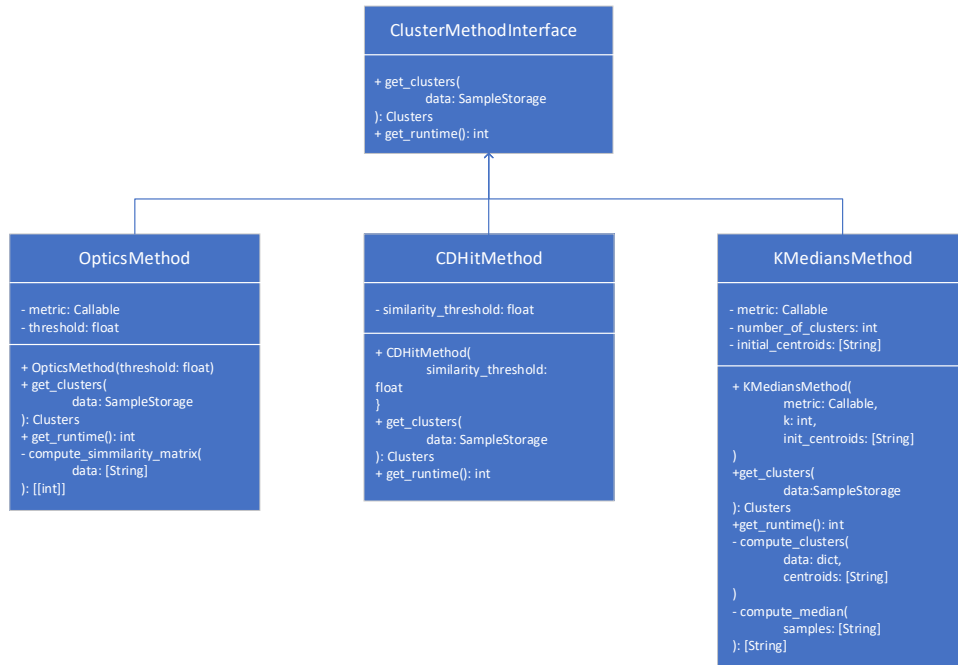 ClusterMethodInterface
+ get_clusters(
data: SampleStorage
): Clusters
+ get_runtime(): int
OpticsMethod
- metric: Callable
- threshold: float
+ OpticsMethod(threshold: float)
+ get_clusters(
data: SampleStorage
): Clusters
+ get_runtime(): int
- compute_simmilarity_matrix(
data: [String]
): [[int]]
CDHitMethod
- similarity_threshold: float
+ CDHitMethod(
similarity_threshold:
float
}
+ get_clusters(
data: SampleStorage
): Clusters
+ get_runtime(): int
KMediansMethod
- metric: Callable
- number_of_clusters: int
- initial_centroids: [String]
+ KMediansMethod(
metric: Callable,
k: int,
init_centroids: [String]
)
+get_clusters(
data:SampleStorage
): Clusters
+get_runtime(): int
- compute_clusters(
data: dict,
centroids: [String]
)
- compute_median(
samples: [String]
): [String]